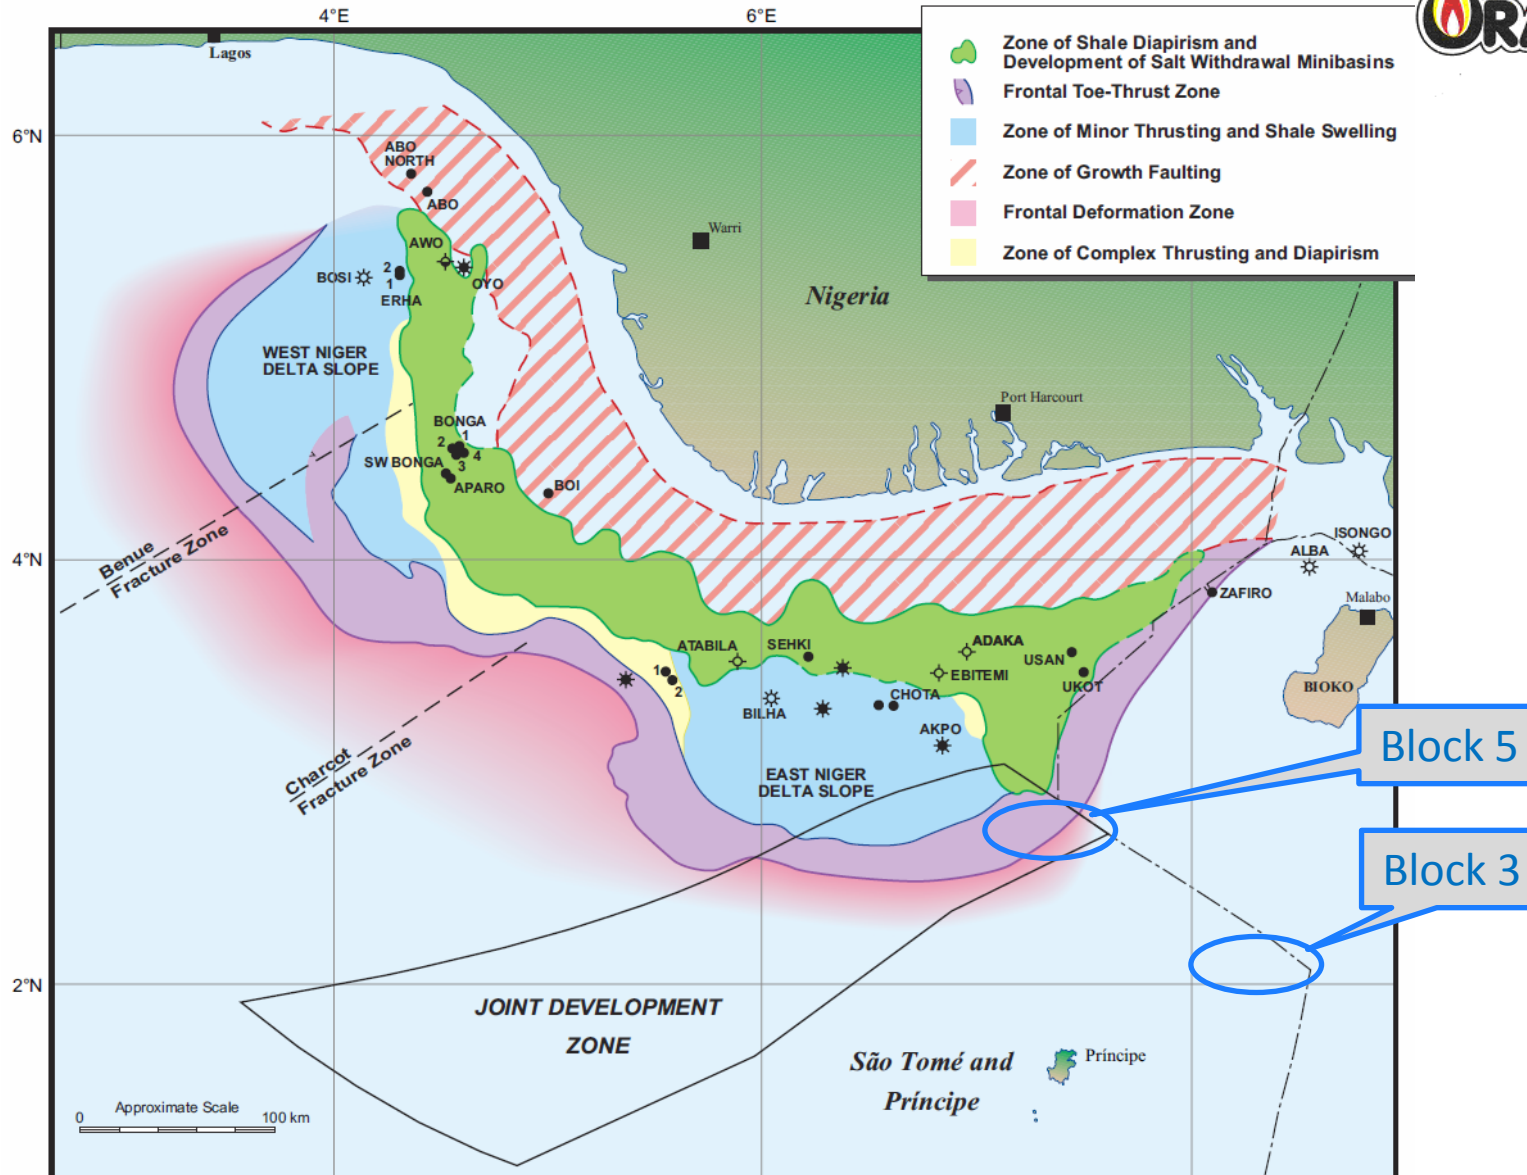 4°E
6°E
Lagos
Zone of Shale Diapirism and
Development of Salt Withdrawal Minibasins
Frontal Toe-Thrust Zone
Zone of Minor Thrusting and Shale Swelling
Zone of Growth Faulting
Frontal Deformation Zone
Zone of Complex Thrusting and Diapirism
6°N
ABO
NORTH
ABO
Warri
AWO
BOSI
2
1
ERHA
OYO
Nigeria
WEST NIGER
DELTA SLOPE
Port Harcourt
BONGA
1
2
4
3
SW BONGA
APARO
BOI
Benue
Fracture Zone
4°N
ISONGO
ALBA
ZAFIRO
Malabo
BIOKO
ATABILA
SEHKI
ADAKA
USAN
1
2
EBITEMI
UKOT
BILHA
CHOTA
AKPO
Charcot
Fracture Zone
EAST NIGER
DELTA SLOPE
Block 5
Block 3
2°N
JOINT DEVELOPMENT
ZONE
São Tomé and
Príncipe
Príncipe
Approximate Scale
0
100 km